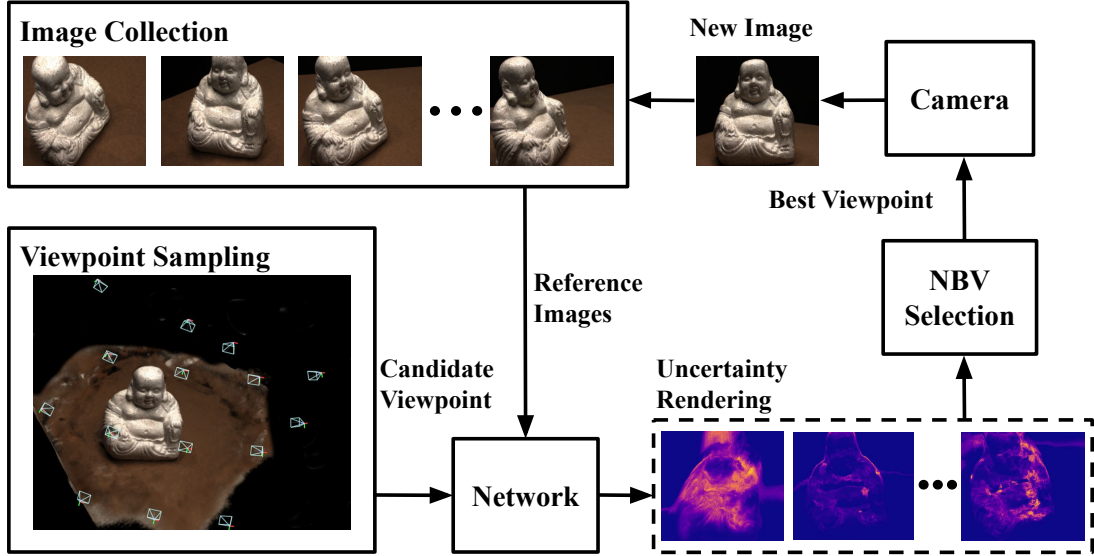 Image Collection
New Image
Camera
Best Viewpoint
Viewpoint Sampling
Reference
Images
NBV
Selection
Candidate
Viewpoint
Uncertainty
Rendering
Network